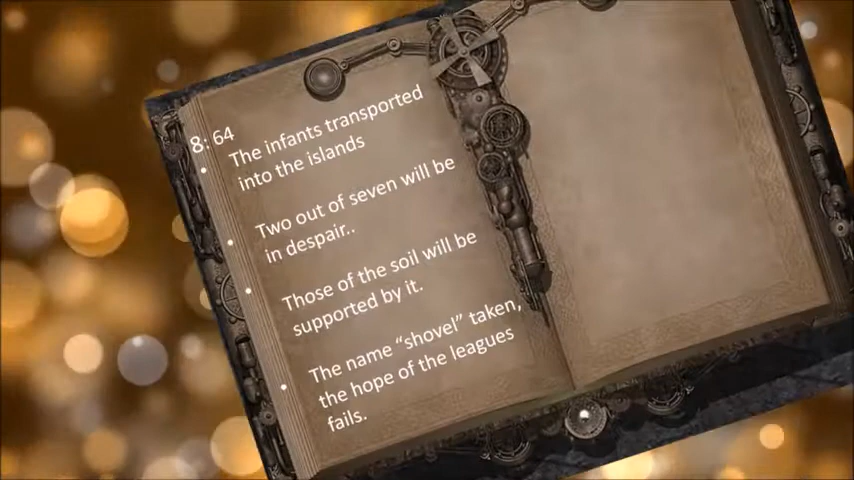 8: 64
• The infants transported
into the islands
• Two out of seven will be
in despair..
• Those of the soil will be
supported by it.
• The name “shovel” taken,
the hope of the leagues
fails.